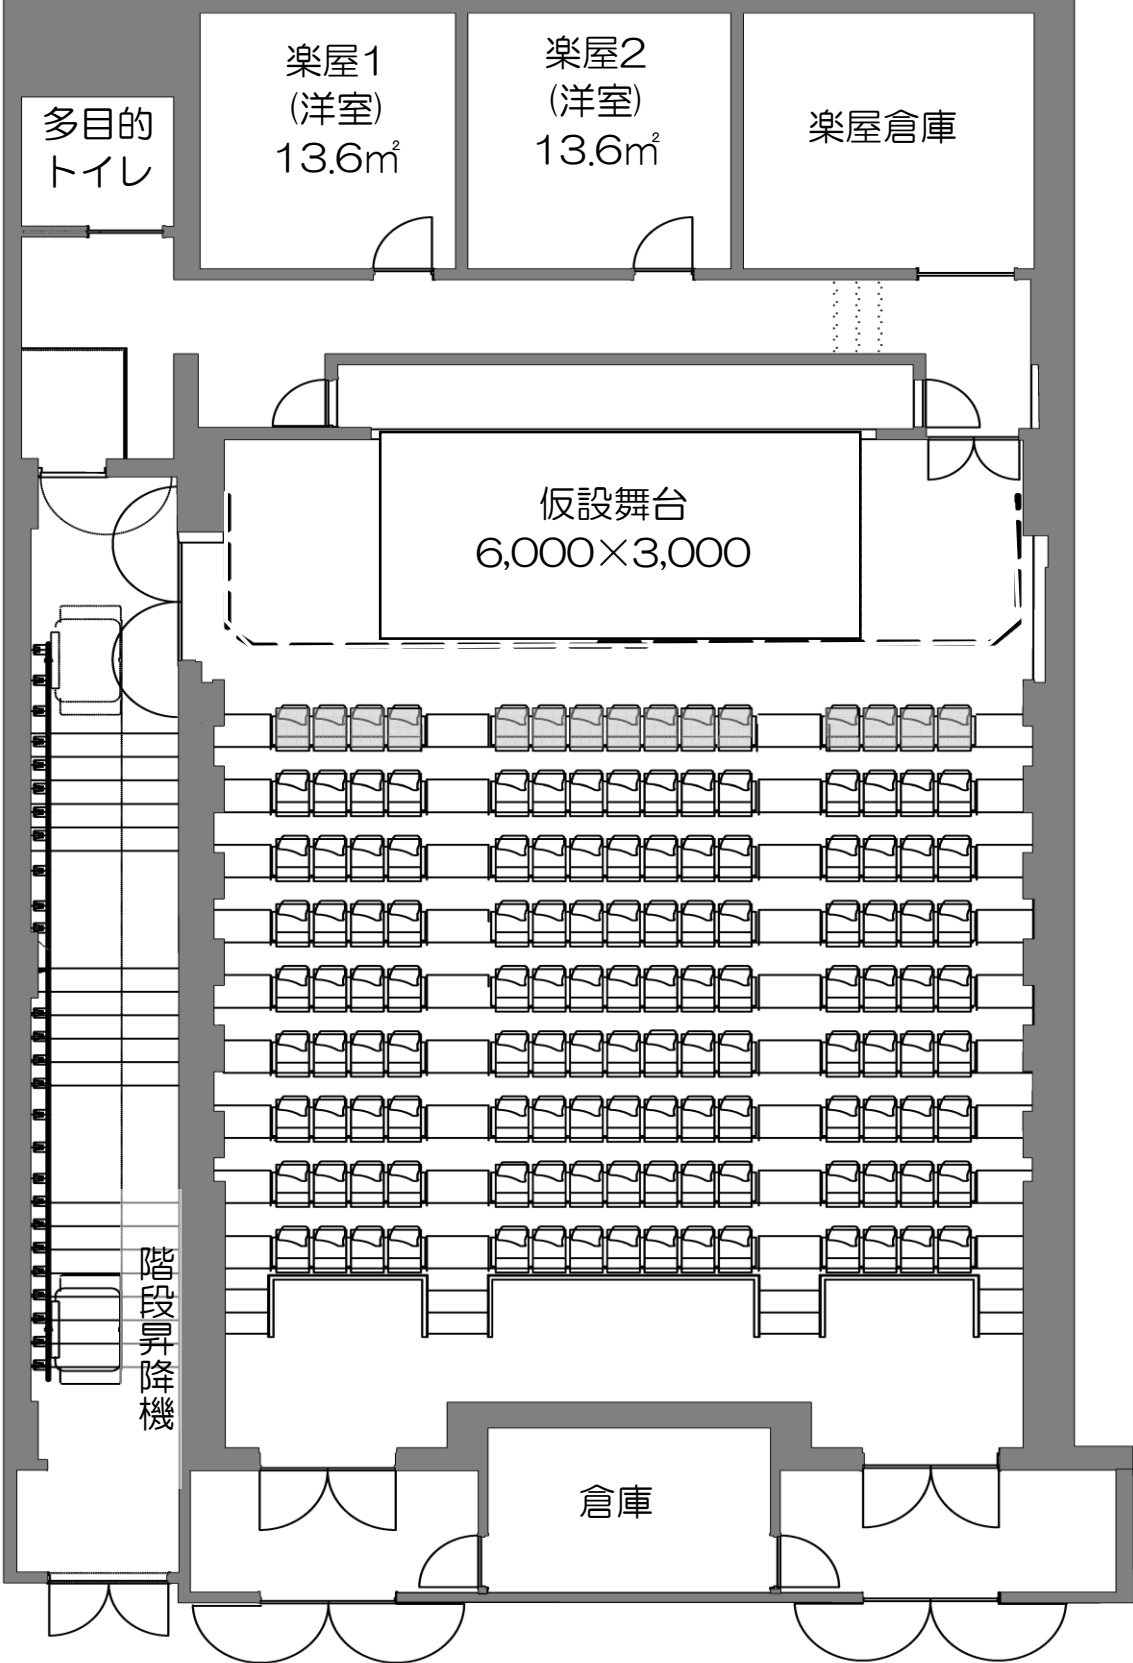 楽屋1
(洋室)
13.6㎡
楽屋2
(洋室)
13.6㎡
楽屋倉庫
多目的
トイレ
仮設舞台
6,000×3,000
階段昇降機
倉庫